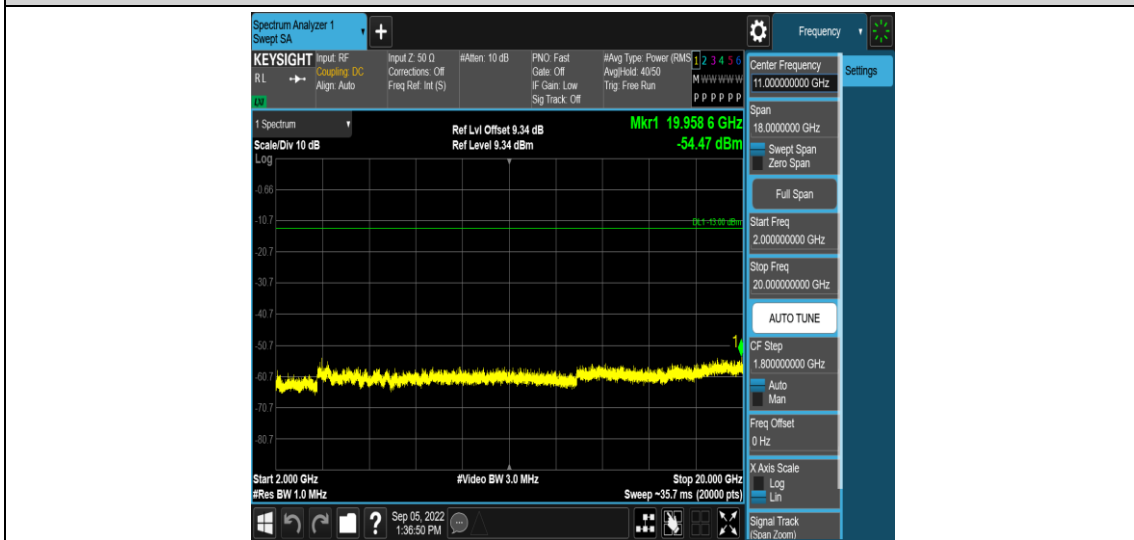 Spectrum Analyzer 1
Swept SA
+
Frequency
KEYSIGHT
RL
LXI
Input: RF
Coupling: DC
Align: Auto
Input Z: 50 Ω
Corrections: Off
Freq Ref: Int (S)
#Atten: 10 dB
PNO: Fast
Gate: Off
IF Gain: Low
Sig Track: Off
#Avg Type: Power (RMS
Avg|Hold: 40/50
Trig: Free Run
1 2 3 4 5 6
M W W W W W
P P P P P P
Center Frequency
11.000000000 GHz
Settings
1 Spectrum
Scale/Div 10 dB
Ref Lvl Offset 9.34 dB
Ref Level 9.34 dBm
Mkr1 19.958 6 GHz
-54.47 dBm
Span
18.0000000 GHz
Swept Span
Zero Span
Full Span
Log
-0.66
-10.7
DL1 -13.00 dBm
-20.7
-30.7
-40.7
-50.7
1
-60.7
-70.7
-80.7
Start Freq
2.000000000 GHz
Stop Freq
20.000000000 GHz
AUTO TUNE
CF Step
1.800000000 GHz
Auto
Man
Freq Offset
0 Hz
X Axis Scale
Log
Lin
Signal Track
(Span Zoom)
Start 2.000 GHz
#Video BW 3.0 MHz
Stop 20.000 GHz
#Res BW 1.0 MHz
Sweep ~35.7 ms (20000 pts)
?
Sep 05, 2022
1:36:50 PM